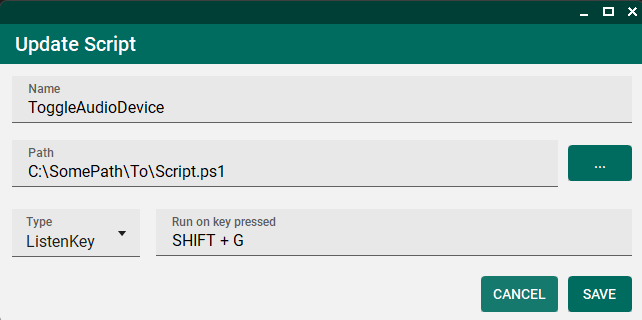 Update Script
Name
ToggleAudioDevice
Path
C:\SomePath\To\Script.ps1
...
Type
ListenKey
Run on key pressed
SHIFT + G
CANCEL
SAVE